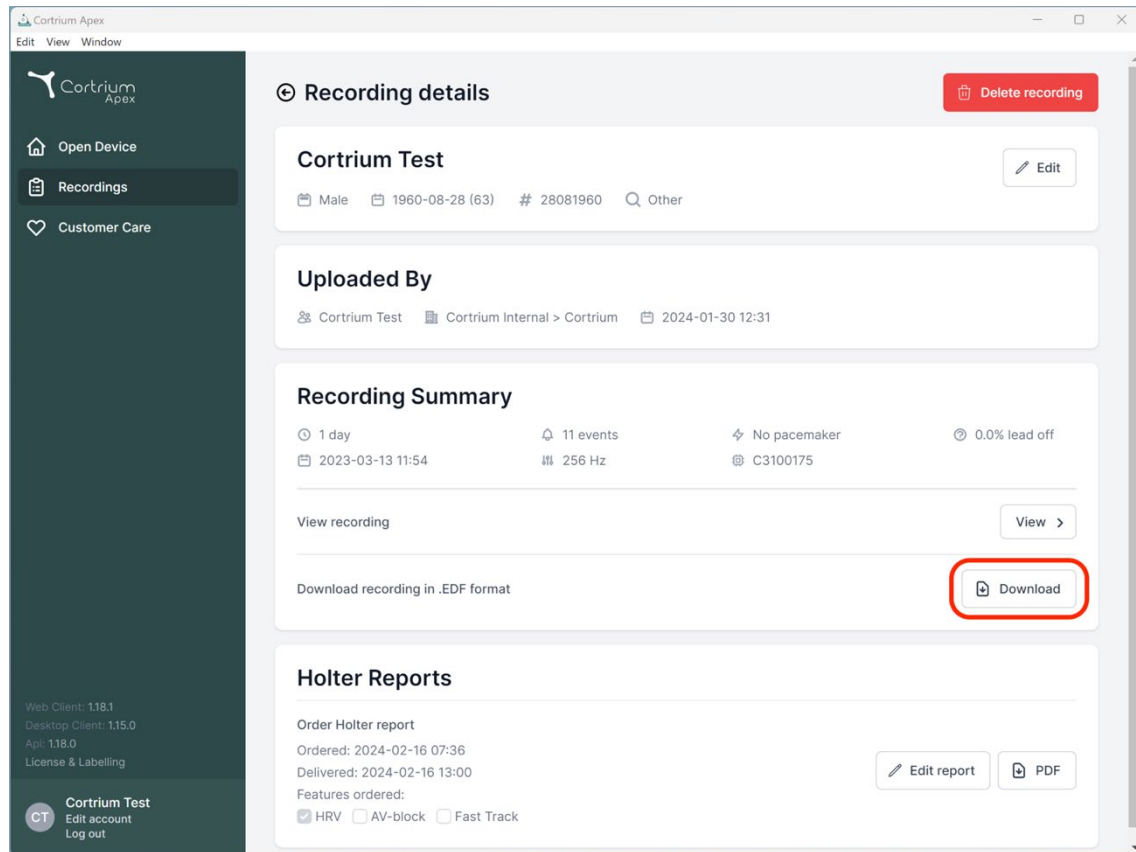 Cortrium Apex
Edit View Window
Cortrium
Apex
Open Device
Recordings
Customer Care
Web Client: 1.18.1
Desktop Client: 1.15.0
Api: 1.18.0
License & Labelling
CT
Cortrium Test
Edit account
Log out
Recording details
Delete recording
Cortrium Test
Edit
Male 1960-08-28 (63) # 28081960 Other
Uploaded By
Cortrium Test Cortrium Internal > Cortrium 2024-01-30 12:31
Recording Summary
1 day 11 events No pacemaker 0.0% lead off
2023-03-13 11:54 256 Hz C3100175
View recording View >
Download recording in .EDF format Download
Holter Reports
Order Holter report
Ordered: 2024-02-16 07:36
Delivered: 2024-02-16 13:00
Features ordered:
HRV AV-block Fast Track
Edit report PDF